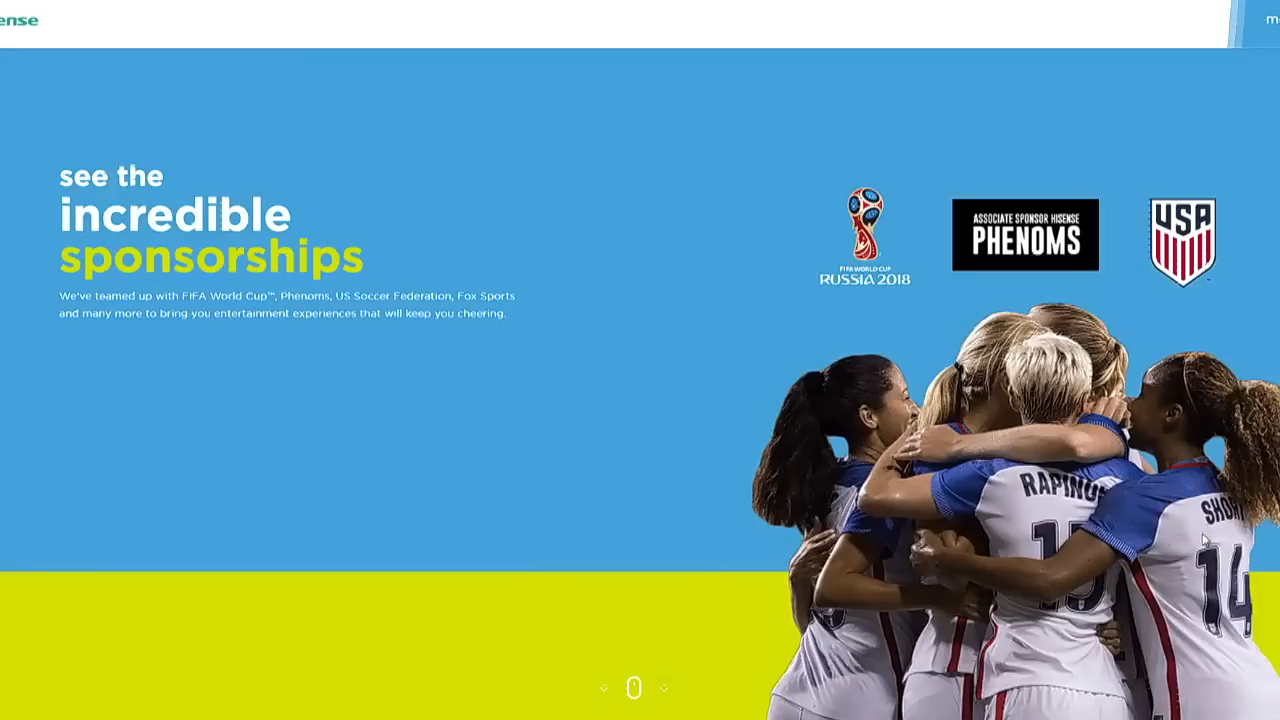 ense
see the
incredible
sponsorships
We've teamed up with FIFA World Cup™, Phenoms, US Soccer Federation, Fox Sports
and many more to bring you entertainment experiences that will keep you cheering.
FIFA WORLD CUP
RUSSIA 2018
ASSOCIATE SPONSOR HISENSE
PHENOMS
USA
RAPINO
15
SHORT
14